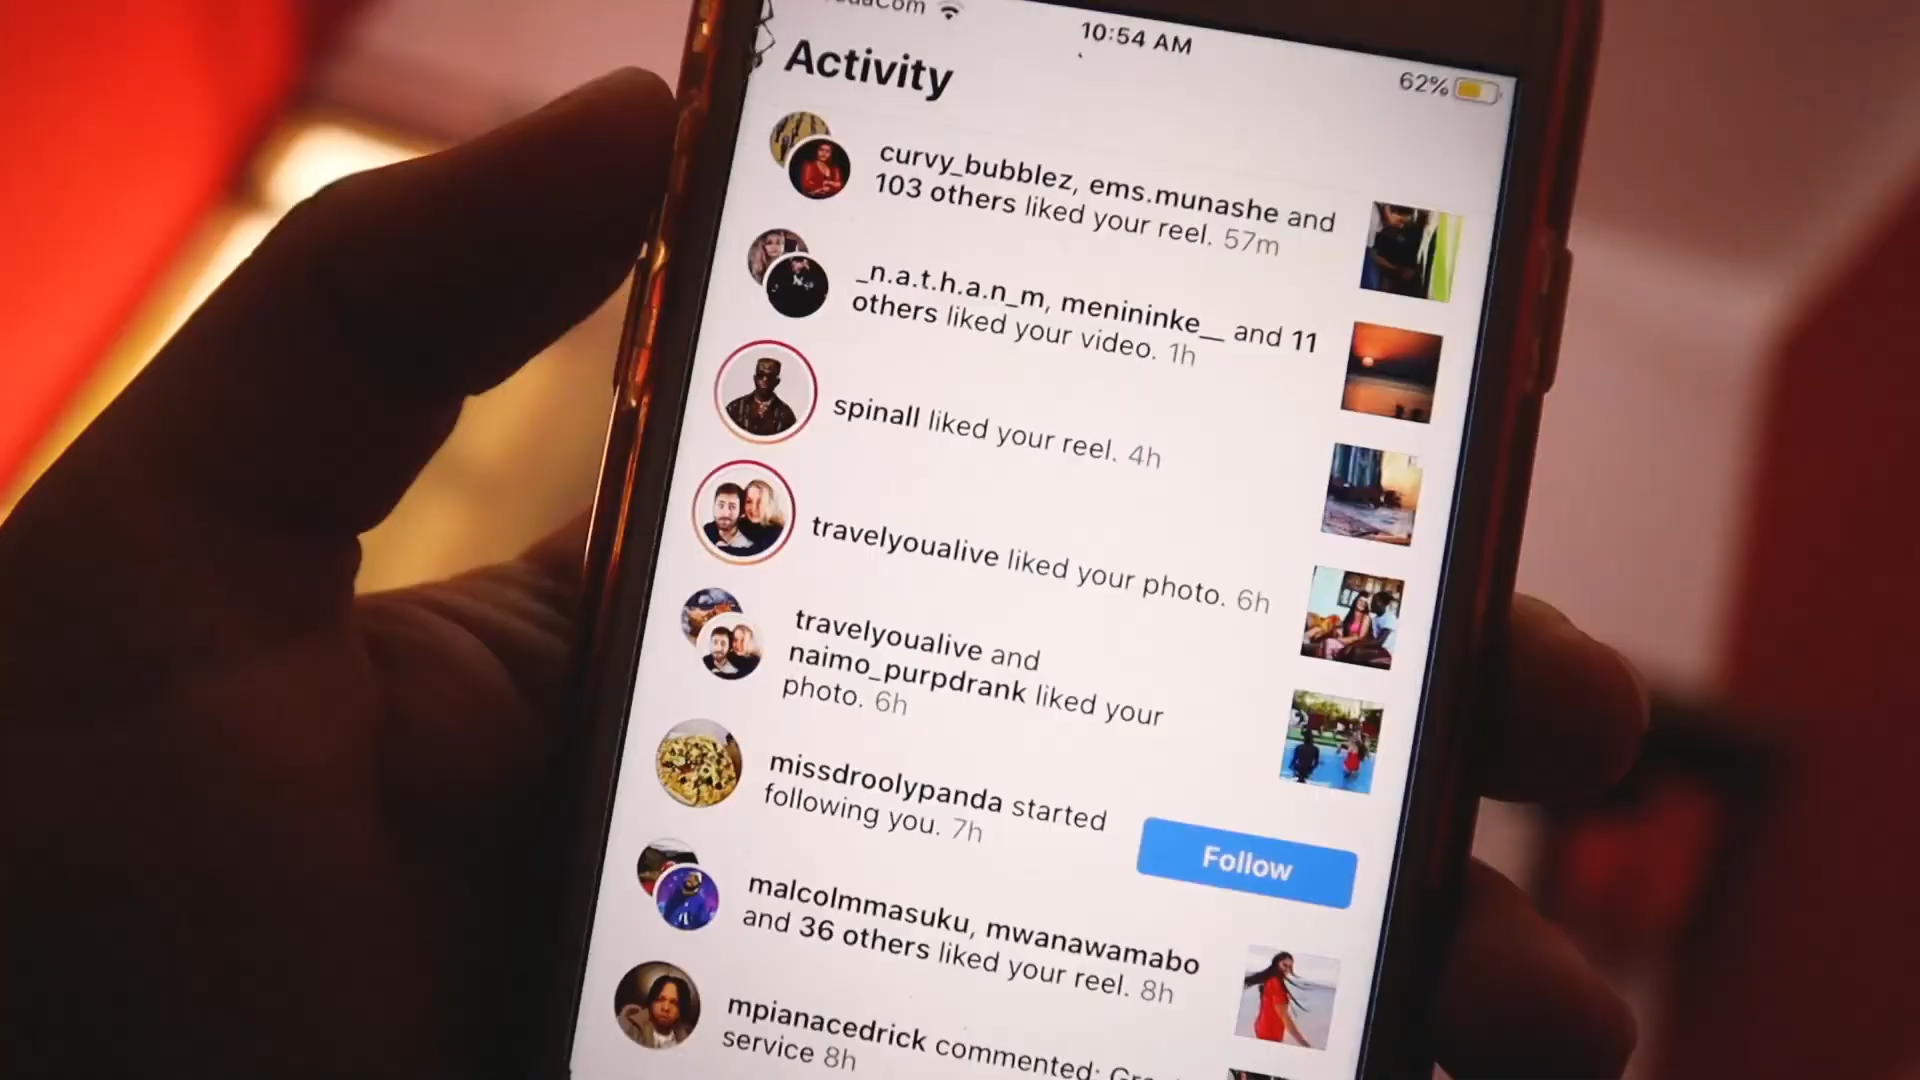 10:54 AM
62%
Activity
curvy_bubblez, ems.munashe and
103 others liked your reel. 57m
_n.a.t.h.a.n_m, menininke__ and 11
others liked your video. 1h
spinall liked your reel. 4h
travelyoualive liked your photo. 6h
travelyoualive and
naimo_purpdrank liked your
photo. 6h
missdroolypanda started
following you. 7h
Follow
malcolmmasuku, mwanawamabo
and 36 others liked your reel. 8h
mpianacedrick commented:
service 8h